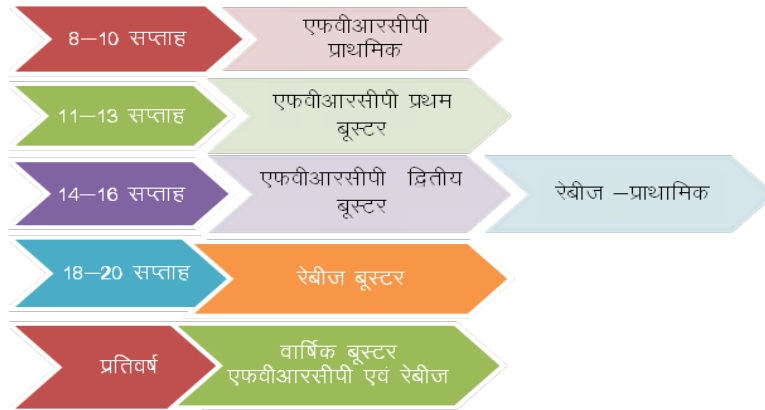 8–10 सप्ताह
एफवीआरसीपी
प्राथमिक
11–13 सप्ताह
एफवीआरसीपी प्रथम
बूस्टर
14–16 सप्ताह
एफवीआरसीपी द्वितीय
बूस्टर
रेबीज –प्राथामिक
18–20 सप्ताह
रेबीज बूस्टर
प्रतिवर्ष
वार्षिक बूस्टर
एफवीआरसीपी एवं रेबीज